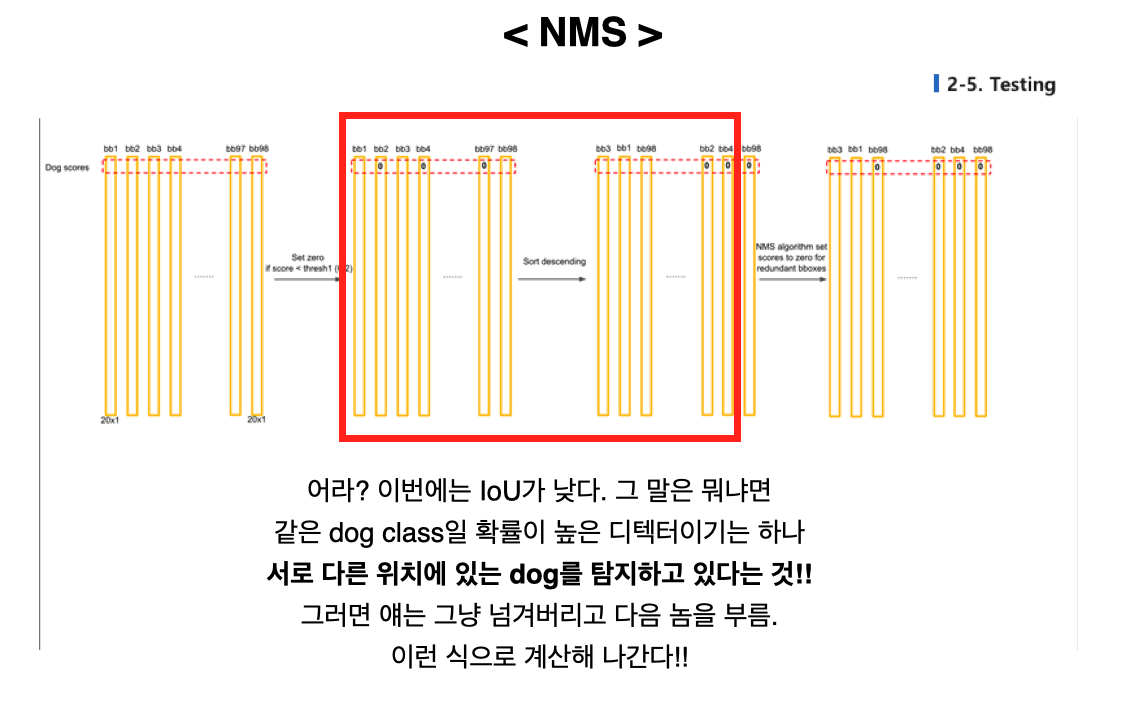 < NMS >
2-5. Testing
bb1 bb2 bb3 bb4 bb97 bb98
bb1 bb2 bb3 bb4 bb97 bb98
bb3 bb1 bb98 bb2 bb4 bb98
bb3 bb1 bb98 bb2 bb4 bb98
Dog scores
0 0 0
0 0 0
0 0 0 0
Set zero
if score < thresh1 (0.2)
........
........
Sort descending
........
NMS algorithm set
scores to zero for
redundant bboxes
........
20x1 20x1
어라? 이번에는 IoU가 낮다. 그 말은 뭐냐면
같은 dog class일 확률이 높은 디텍터이기는 하나
서로 다른 위치에 있는 dog를 탐지하고 있다는 것!!
그러면 얘는 그냥 넘겨버리고 다음 놈을 부름.
이런 식으로 계산해 나간다!!